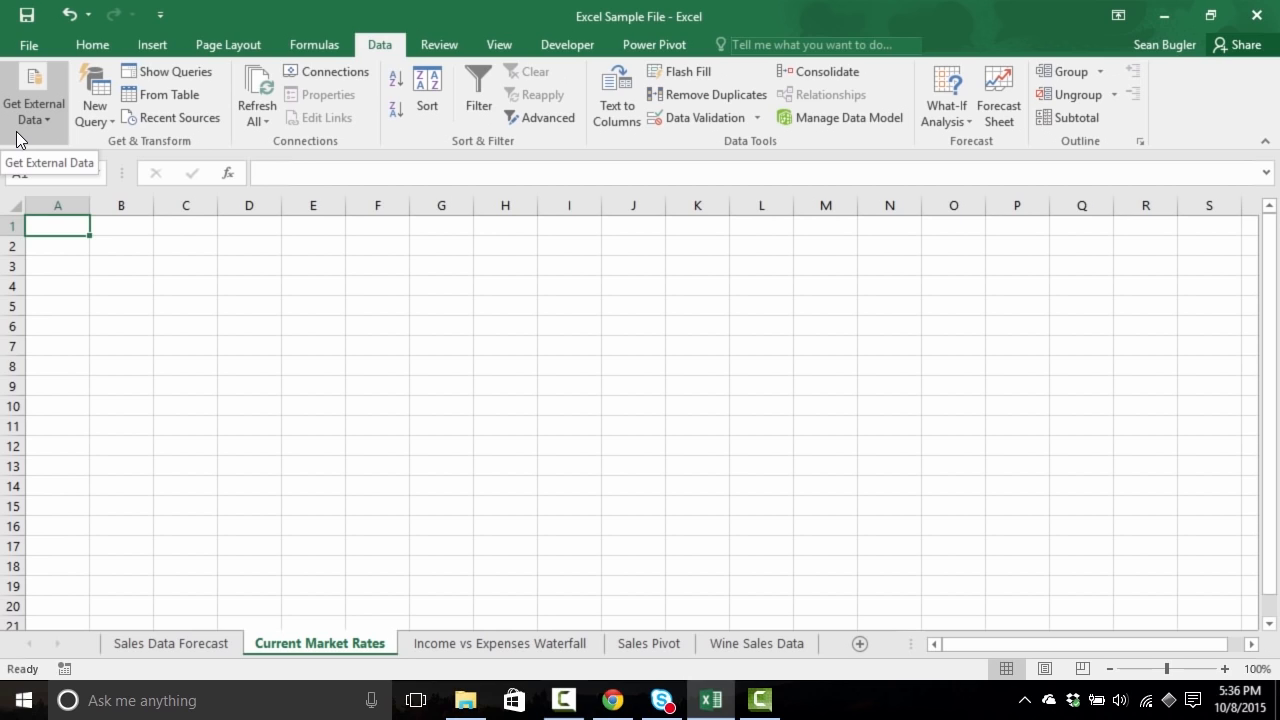 Excel Sample File - Excel
File Home Insert Page Layout Formulas Data Review View Developer Power Pivot Tell me what you want to do... Sean Bugler Share
Get External Data
New Query
Show Queries
From Table
Recent Sources
Get & Transform
Refresh All
Connections
Properties
Edit Links
Connections
Sort
Filter
Clear
Reapply
Advanced
Sort & Filter
Text to Columns
Flash Fill
Remove Duplicates
Data Validation
Consolidate
Relationships
Manage Data Model
Data Tools
What-If Analysis
Forecast Sheet
Forecast
Group
Ungroup
Subtotal
Outline
Get External Data
fx
A B C D E F G H I J K L M N O P Q R S
1
2
3
4
5
6
7
8
9
10
11
12
13
14
15
16
17
18
19
20
21
Sales Data Forecast Current Market Rates Income vs Expenses Waterfall Sales Pivot Wine Sales Data
Ready 100%
Ask me anything
5:36 PM
10/8/2015